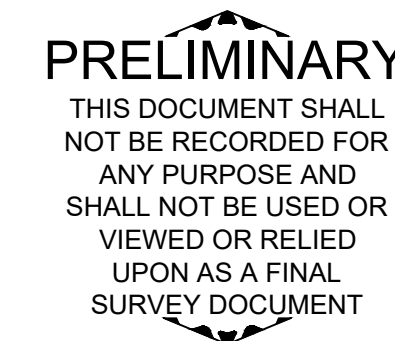 PRELIMINARY
THIS DOCUMENT SHALL
NOT BE RECORDED FOR
ANY PURPOSE AND
SHALL NOT BE USED OR
VIEWED OR RELIED
UPON AS A FINAL
SURVEY DOCUMENT